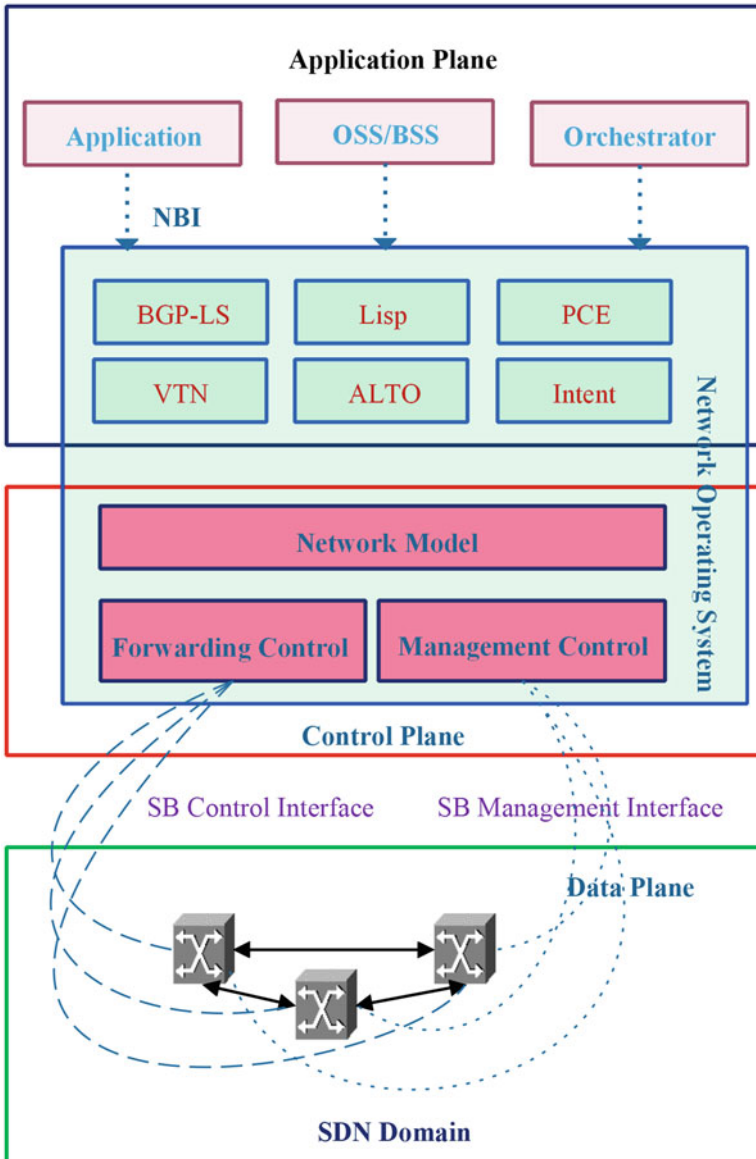 Application Plane
Application
OSS/BSS
Orchestrator
NBI
BGP-LS
Lisp
PCE
VTN
ALTO
Intent
Network Operating System
Network Model
Forwarding Control
Management Control
Control Plane
SB Control Interface
SB Management Interface
Data Plane
SDN Domain